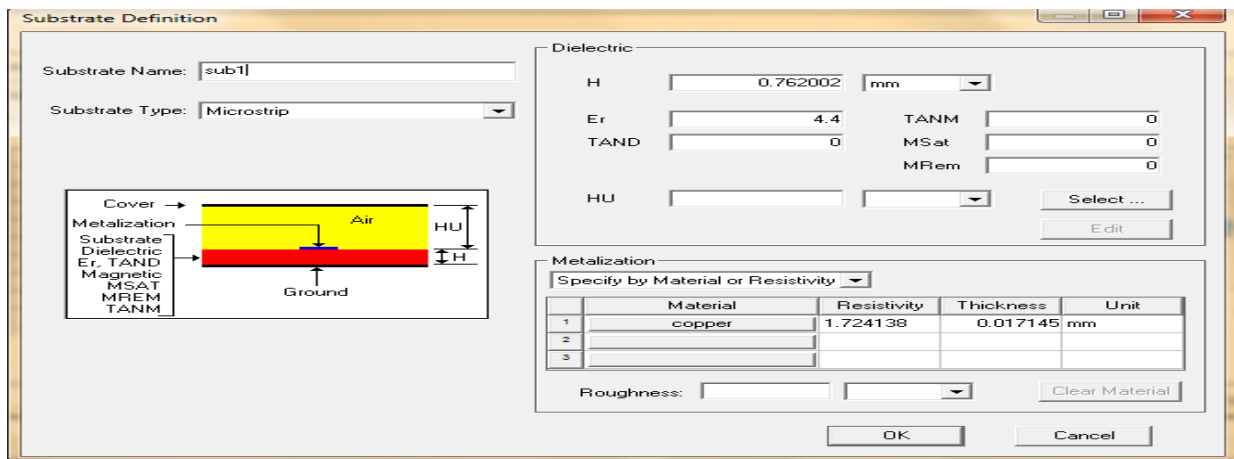 Substrate Definition
Substrate Name: sub1
Substrate Type: Microstrip
Cover
Metalization
Substrate
Dielectric
Er, TAND
Magnetic
MSAT
MREM
TANM
Air
HU
H
Ground
Dielectric
H 0.762002 mm
Er 4.4 TANM 0
TAND 0 MSat 0
MRem 0
HU Select ...
Edit
Metalization
Specify by Material or Resistivity
Material Resistivity Thickness Unit
1 copper 1.724138 0.017145 mm
2
3
Roughness: Clear Material
OK Cancel